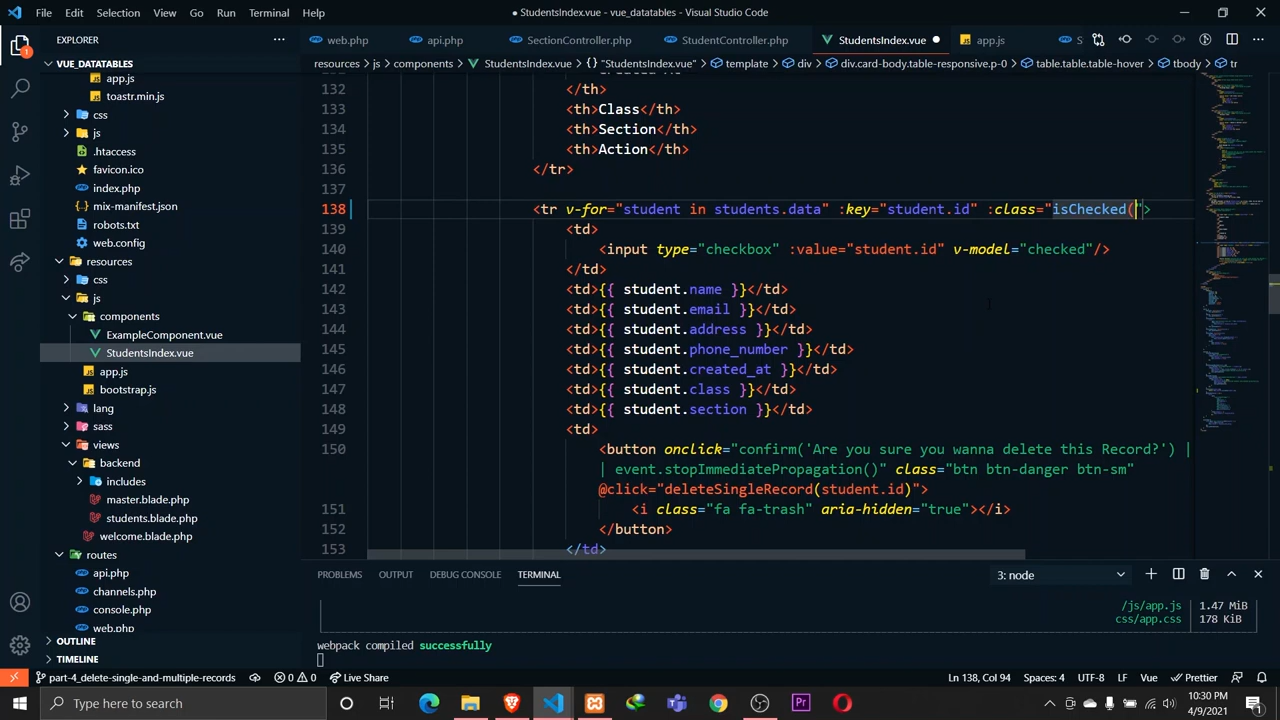 File Edit Selection View Go Run Terminal Help
● StudentsIndex.vue - vue_datatables - Visual Studio Code
EXPLORER
web.php
api.php
SectionController.php
StudentController.php
StudentsIndex.vue
app.js
S
VUE_DATATABLES
resources > js > components > StudentsIndex.vue > {} "StudentsIndex.vue" > template > div > div.card-body.table-responsive.p-0 > table.table.table-hover > tbody > tr
app.js
toastr.min.js
css
js
.htaccess
favicon.ico
index.php
mix-manifest.json
robots.txt
web.config
resources
css
js
components
ExampleComponent.vue
StudentsIndex.vue
app.js
bootstrap.js
lang
sass
views
backend
includes
master.blade.php
students.blade.php
welcome.blade.php
routes
api.php
channels.php
console.php
web.php
OUTLINE
TIMELINE
132 </th>
133 <th>Class</th>
134 <th>Section</th>
135 <th>Action</th>
136 </tr>
137
138 <tr v-for="student in students.data" :key="student.id" :class="isChecked(">
139 <td>
140 <input type="checkbox" :value="student.id" v-model="checked"/>
141 </td>
142 <td>{{ student.name }}</td>
143 <td>{{ student.email }}</td>
144 <td>{{ student.address }}</td>
145 <td>{{ student.phone_number }}</td>
146 <td>{{ student.created_at }}</td>
147 <td>{{ student.class }}</td>
148 <td>{{ student.section }}</td>
149 <td>
150 <button onclick="confirm('Are you sure you wanna delete this Record?') |
| event.stopImmediatePropagation()" class="btn btn-danger btn-sm"
@click="deleteSingleRecord(student.id)">
151 <i class="fa fa-trash" aria-hidden="true"></i>
152 </button>
153 </td>
PROBLEMS OUTPUT DEBUG CONSOLE TERMINAL
3: node
/js/app.js 1.47 MiB
css/app.css 178 KiB
webpack compiled successfully
part-4_delete-single-and-multiple-records
0 0
Live Share
Ln 138, Col 94 Spaces: 4 UTF-8 LF Vue Prettier
Type here to search
10:30 PM
4/9/2021